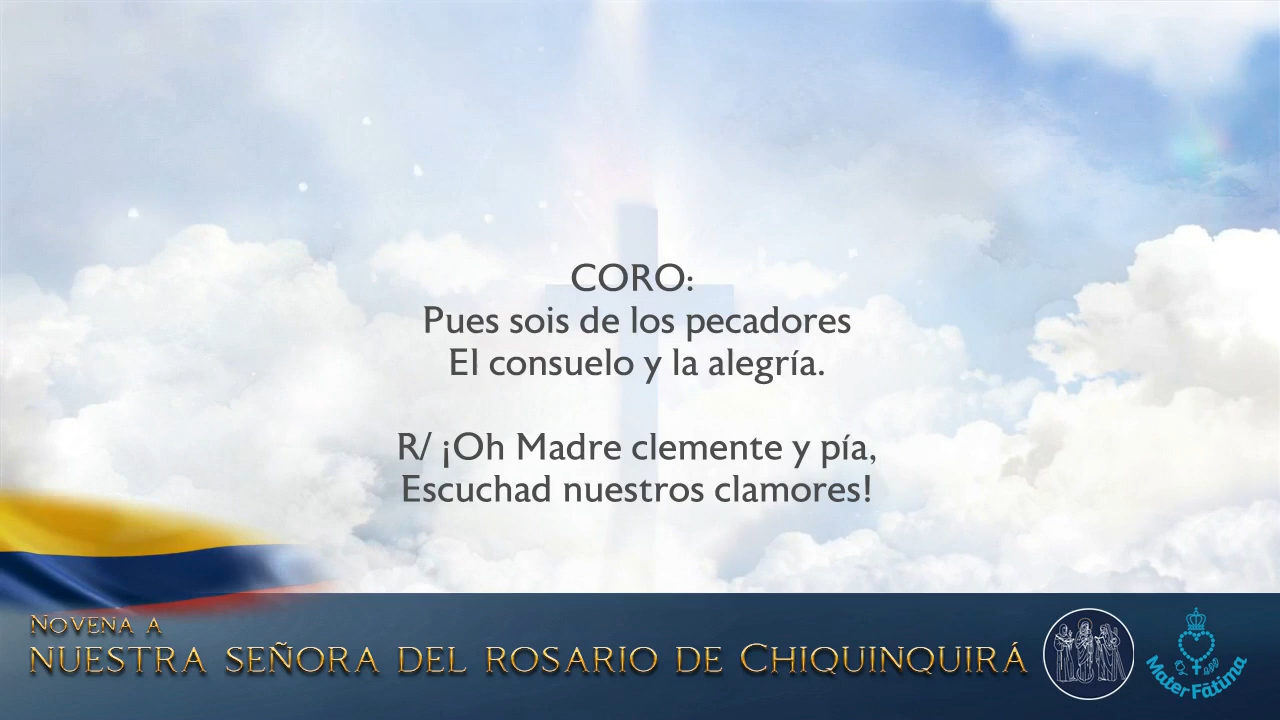 CORO:
Pues sois de los pecadores
El consuelo y la alegría.
R/ ¡Oh Madre clemente y pía,
Escuchad nuestros clamores!
Novena a
nuestra señora del rosario de Chiquinquirá
Mater Fátima